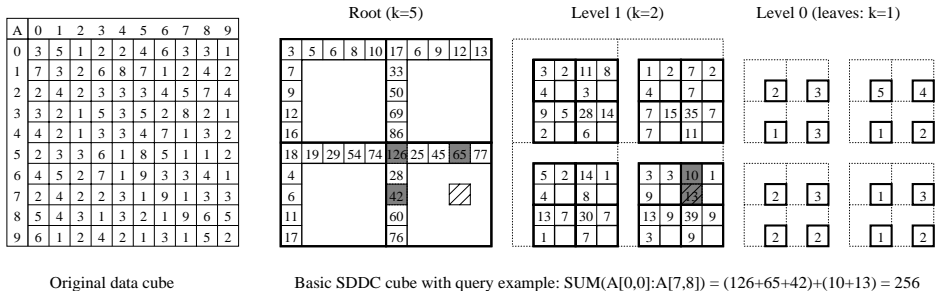 Root (k=5)
Level 1 (k=2)
Level 0 (leaves: k=1)
A 0 1 2 3 4 5 6 7 8 9
0 3 5 1 2 2 4 6 3 3 1
1 7 3 2 6 8 7 1 2 4 2
2 2 4 2 3 3 3 4 5 7 4
3 3 2 1 5 3 5 2 8 2 1
4 4 2 1 3 3 4 7 1 3 2
5 2 3 3 6 1 8 5 1 1 2
6 4 5 2 7 1 9 3 3 4 1
7 2 4 2 2 3 1 9 1 3 3
8 5 4 3 1 3 2 1 9 6 5
9 6 1 2 4 2 1 3 1 5 2
3 5 6 8 10 17 6 9 12 13
7 33
9 50
12 69
16 86
18 19 29 54 74 126 25 45 65 77
4 28
6 42
11 60
17 76
3 2 11 8
4 3
9 5 28 14
2 6
1 2 7 2
4 7
7 15 35 7
7 11
5 2 14 1
4 8
13 7 30 7
1 7
3 3 10 1
9 13
13 9 39 9
3 9
2 3
1 3
5 4
1 2
2 3
2 2
1 3
1 2
Original data cube
Basic SDDC cube with query example: SUM(A[0,0]:A[7,8]) = (126+65+42)+(10+13) = 256